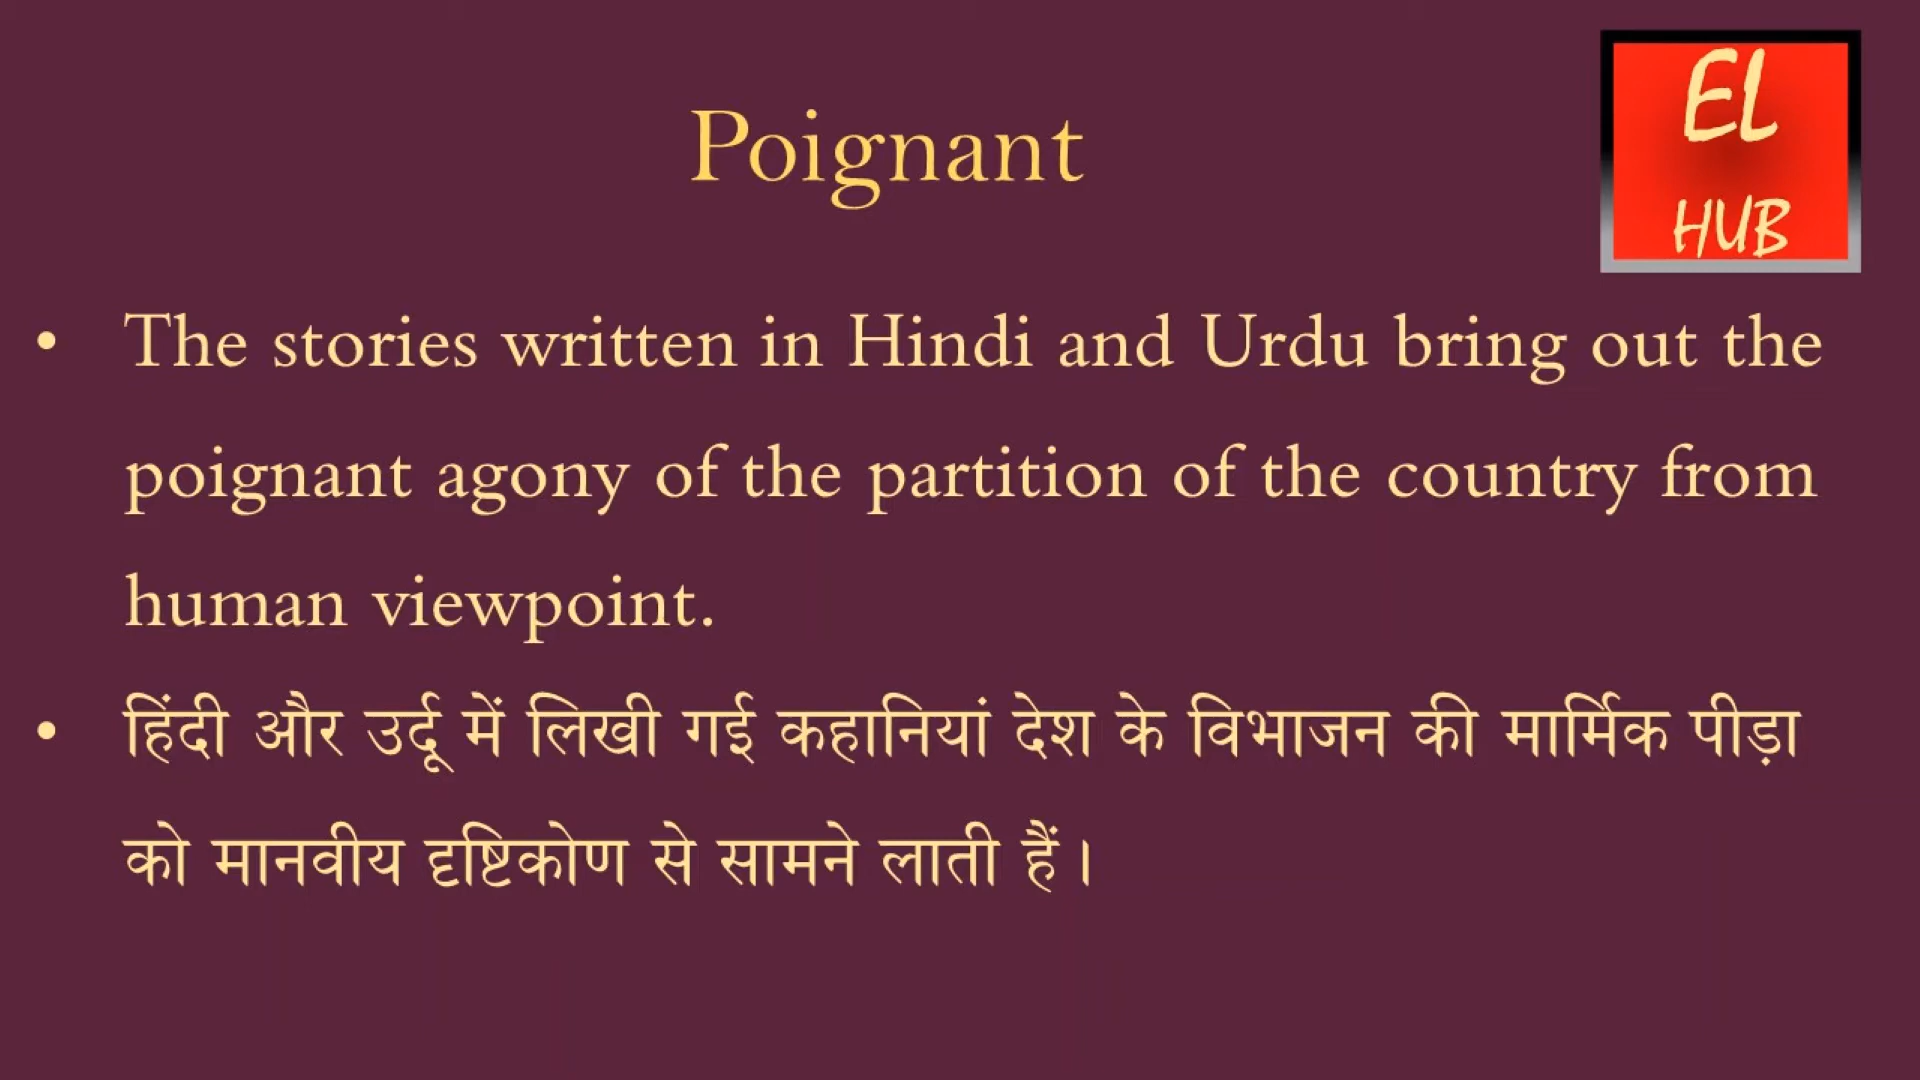 Poignant
EL
HUB
• The stories written in Hindi and Urdu bring out the
poignant agony of the partition of the country from
human viewpoint.
• हिंदी और उर्दू में लिखी गई कहानियां देश के विभाजन की मार्मिक पीड़ा
को मानवीय दृष्टिकोण से सामने लाती हैं।